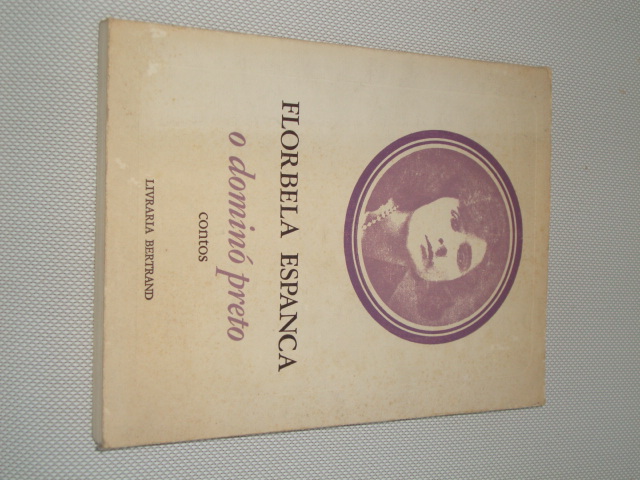 FLORBELA ESPANCA
o dominó preto
contos
LIVRARIA BERTRAND